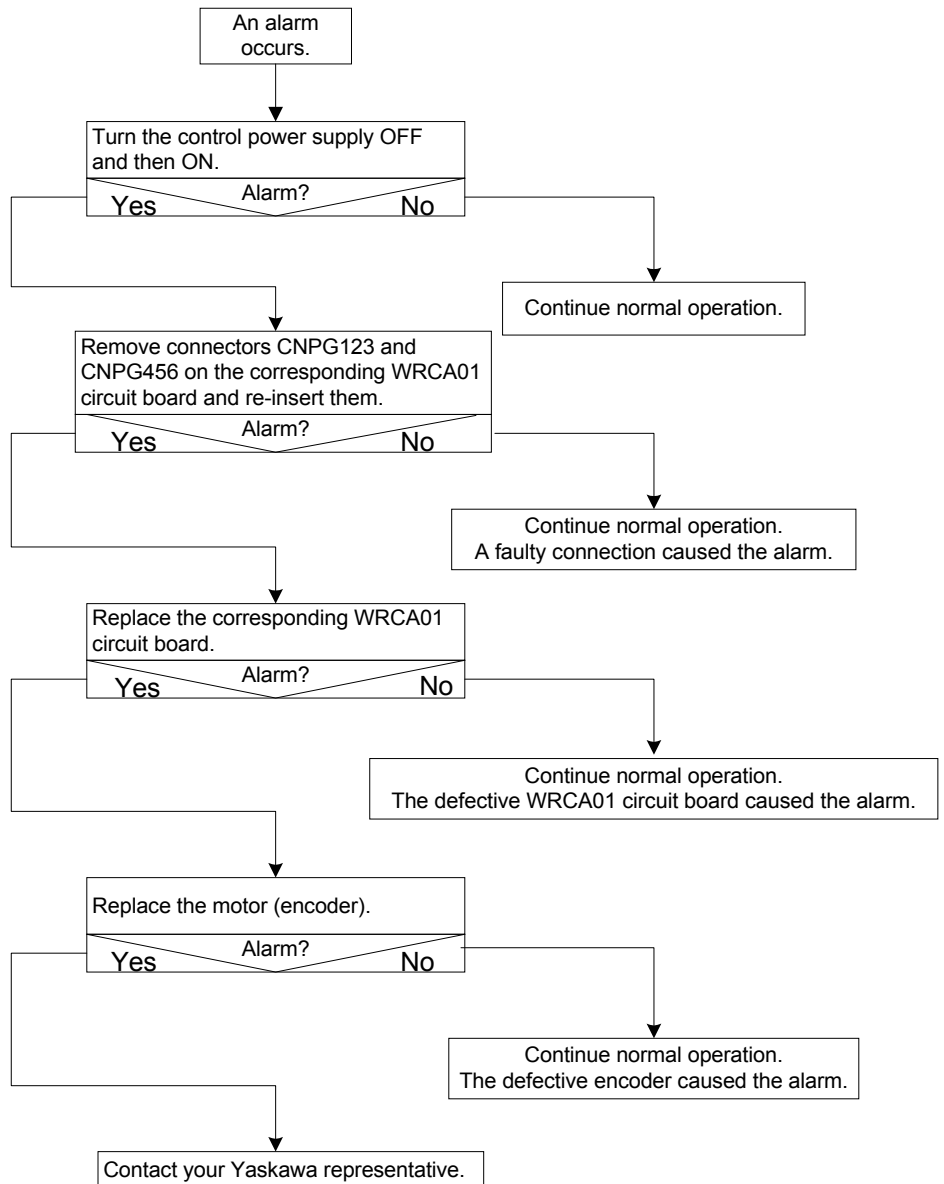 An alarm
occurs.
Turn the control power supply OFF
and then ON.
Alarm?
Yes
No
Continue normal operation.
Remove connectors CNPG123 and
CNPG456 on the corresponding WRCA01
circuit board and re-insert them.
Alarm?
Yes
No
Continue normal operation.
A faulty connection caused the alarm.
Replace the corresponding WRCA01
circuit board.
Alarm?
Yes
No
Continue normal operation.
The defective WRCA01 circuit board caused the alarm.
Replace the motor (encoder).
Alarm?
Yes
No
Continue normal operation.
The defective encoder caused the alarm.
Contact your Yaskawa representative.